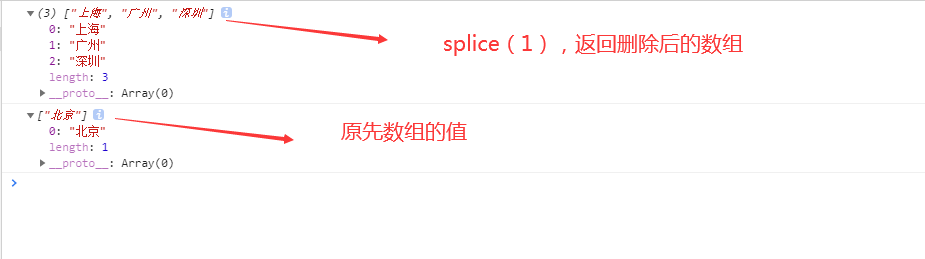 (3) ["上海", "广州", "深圳"] i
splice（1），返回删除后的数组
0: "上海"
1: "广州"
2: "深圳"
length: 3
__proto__: Array(0)
["北京"] i
原先数组的值
0: "北京"
length: 1
__proto__: Array(0)